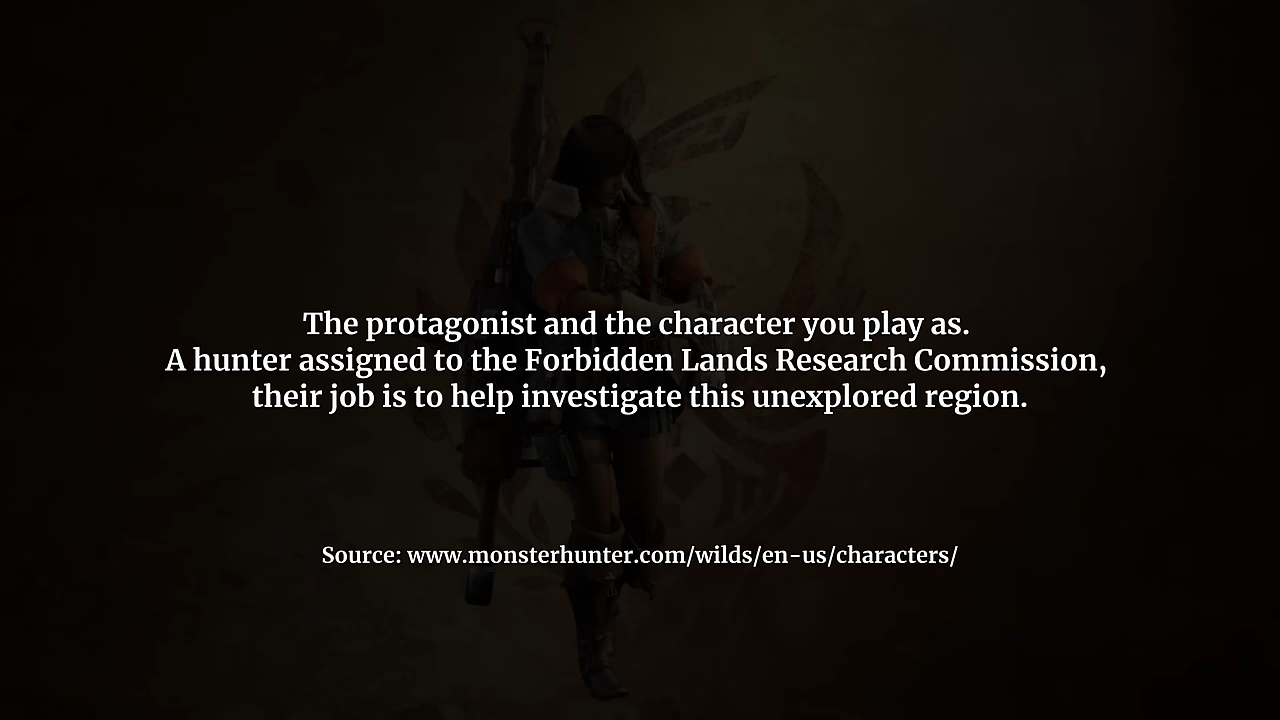 The protagonist and the character you play as.
A hunter assigned to the Forbidden Lands Research Commission,
their job is to help investigate this unexplored region.
Source: www.monsterhunter.com/wilds/en-us/characters/